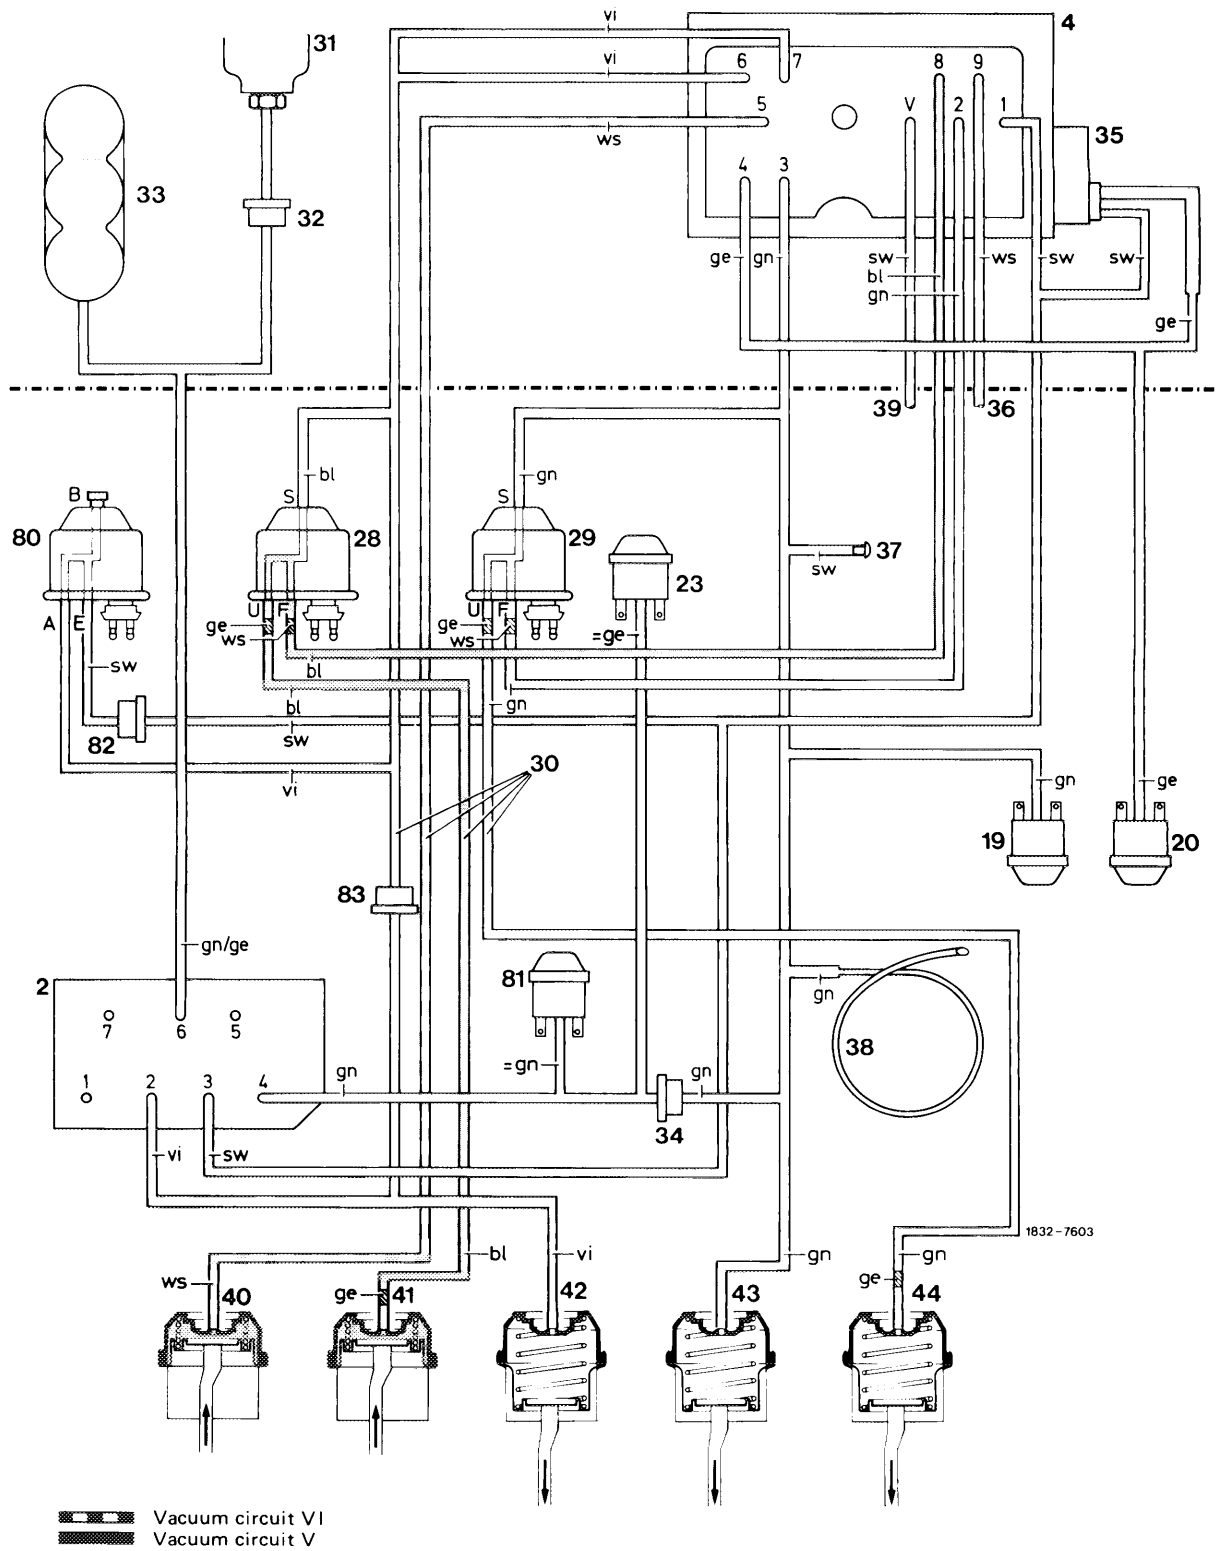 vi
31
4
vi
6
7
8
9
5
V
2
1
ws
35
33
4
3
32
ge
gn
sw
ws
sw
sw
bl
gn
ge
39
36
bl
gn
B
S
S
80
28
29
37
23
sw
A
E
U
F
U
F
ge
ws
ge
ws
=ge
sw
bl
bl
gn
82
sw
30
vi
gn
ge
19
20
83
gn/ge
2
81
7
6
5
gn
38
=gn
1
2
3
4
gn
gn
34
vi
sw
1832-7603
ws
bl
vi
gn
gn
ge
ge
40
41
42
43
44
Vacuum circuit VI
Vacuum circuit V